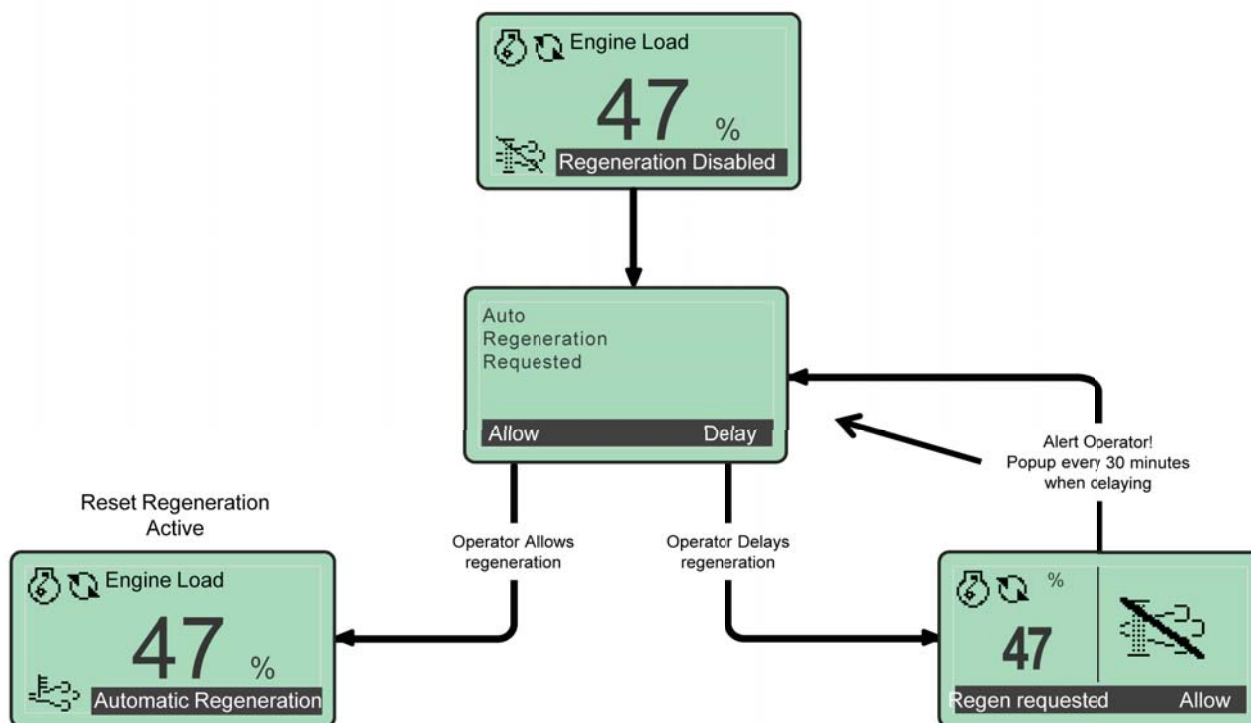 Engine Load
47 %
Regeneration Disabled
Auto
Regeneration
Requested
Allow Delay
Alert Operator!
Popup every 30 minutes
when delaying
Reset Regeneration
Active
Operator Allows
regeneration
Operator Delays
regeneration
Engine Load
47 %
Automatic Regeneration
%
47
Regen requested Allow